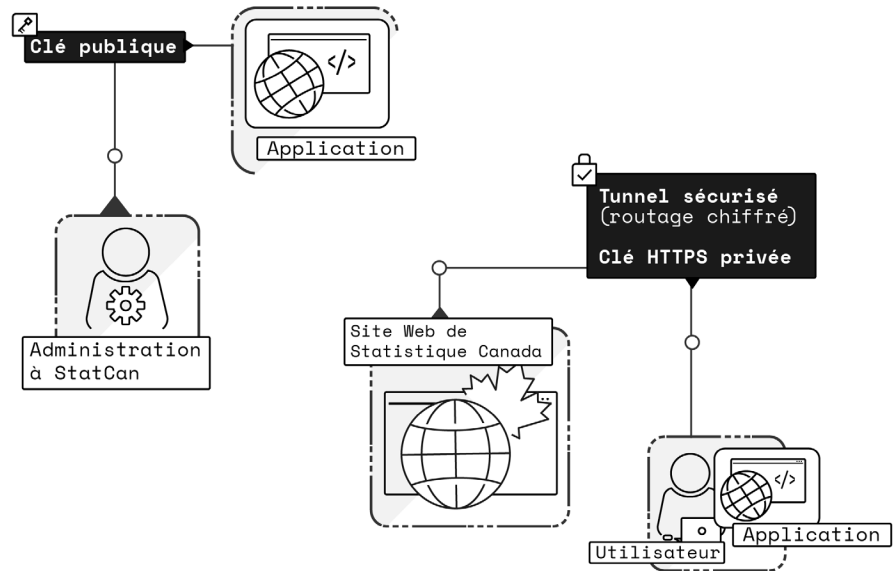 Clé publique
</>
Application
Administration
à StatCan
Tunnel sécurisé
(routage chiffré)
Clé HTTPS privée
Site Web de
Statistique Canada
</>
Utilisateur
Application